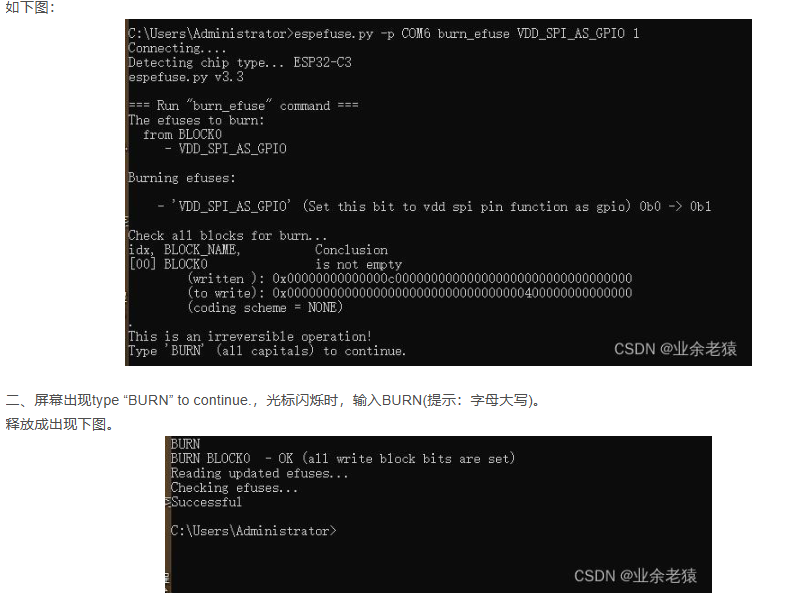 如下图：
C:\Users\Administrator>espefuse.py -p COM6 burn_efuse VDD_SPI_AS_GPIO 1
Connecting....
Detecting chip type... ESP32-C3
espefuse.py v3.3
=== Run "burn_efuse" command ===
The efuses to burn:
from BLOCK0
- VDD_SPI_AS_GPIO
Burning efuses:
- 'VDD_SPI_AS_GPIO' (Set this bit to vdd spi pin function as gpio) 0b0 -> 0b1
Check all blocks for burn...
idx, BLOCK_NAME, Conclusion
[00] BLOCK0 is not empty
(written ): 0x00000000000000c00000000000000000000000000000000
(to write): 0x00000000000000000000000000000000400000000000000
(coding scheme = NONE)
.
This is an irreversible operation!
Type 'BURN' (all capitals) to continue.
CSDN @业余老猿
二、屏幕出现type “BURN” to continue.，光标闪烁时，输入BURN(提示：字母大写)。
释放成出现下图。
BURN
BURN BLOCK0 - OK (all write block bits are set)
Reading updated efuses...
Checking efuses...
Successful
C:\Users\Administrator>
CSDN @业余老猿